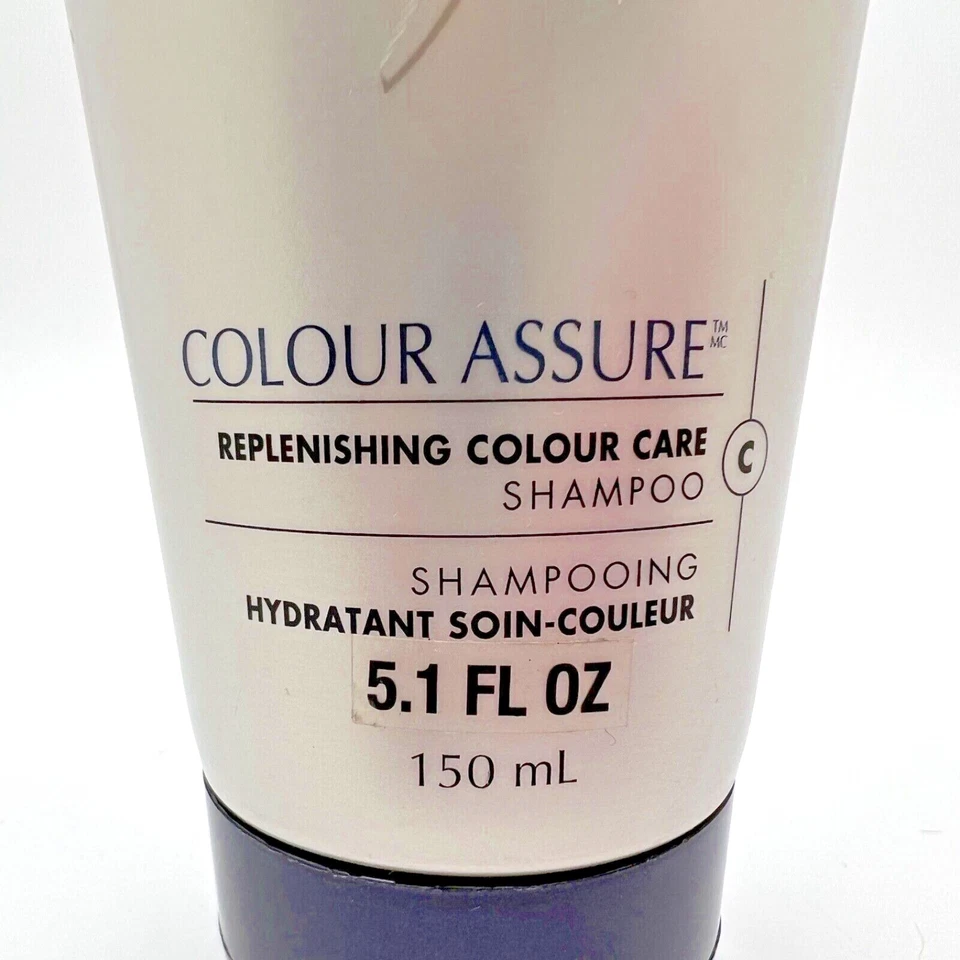 COLOUR ASSURE™ MC
REPLENISHING COLOUR CARE
SHAMPOO
C
SHAMPOOING
HYDRATANT SOIN-COULEUR
5.1 FL OZ
150 mL